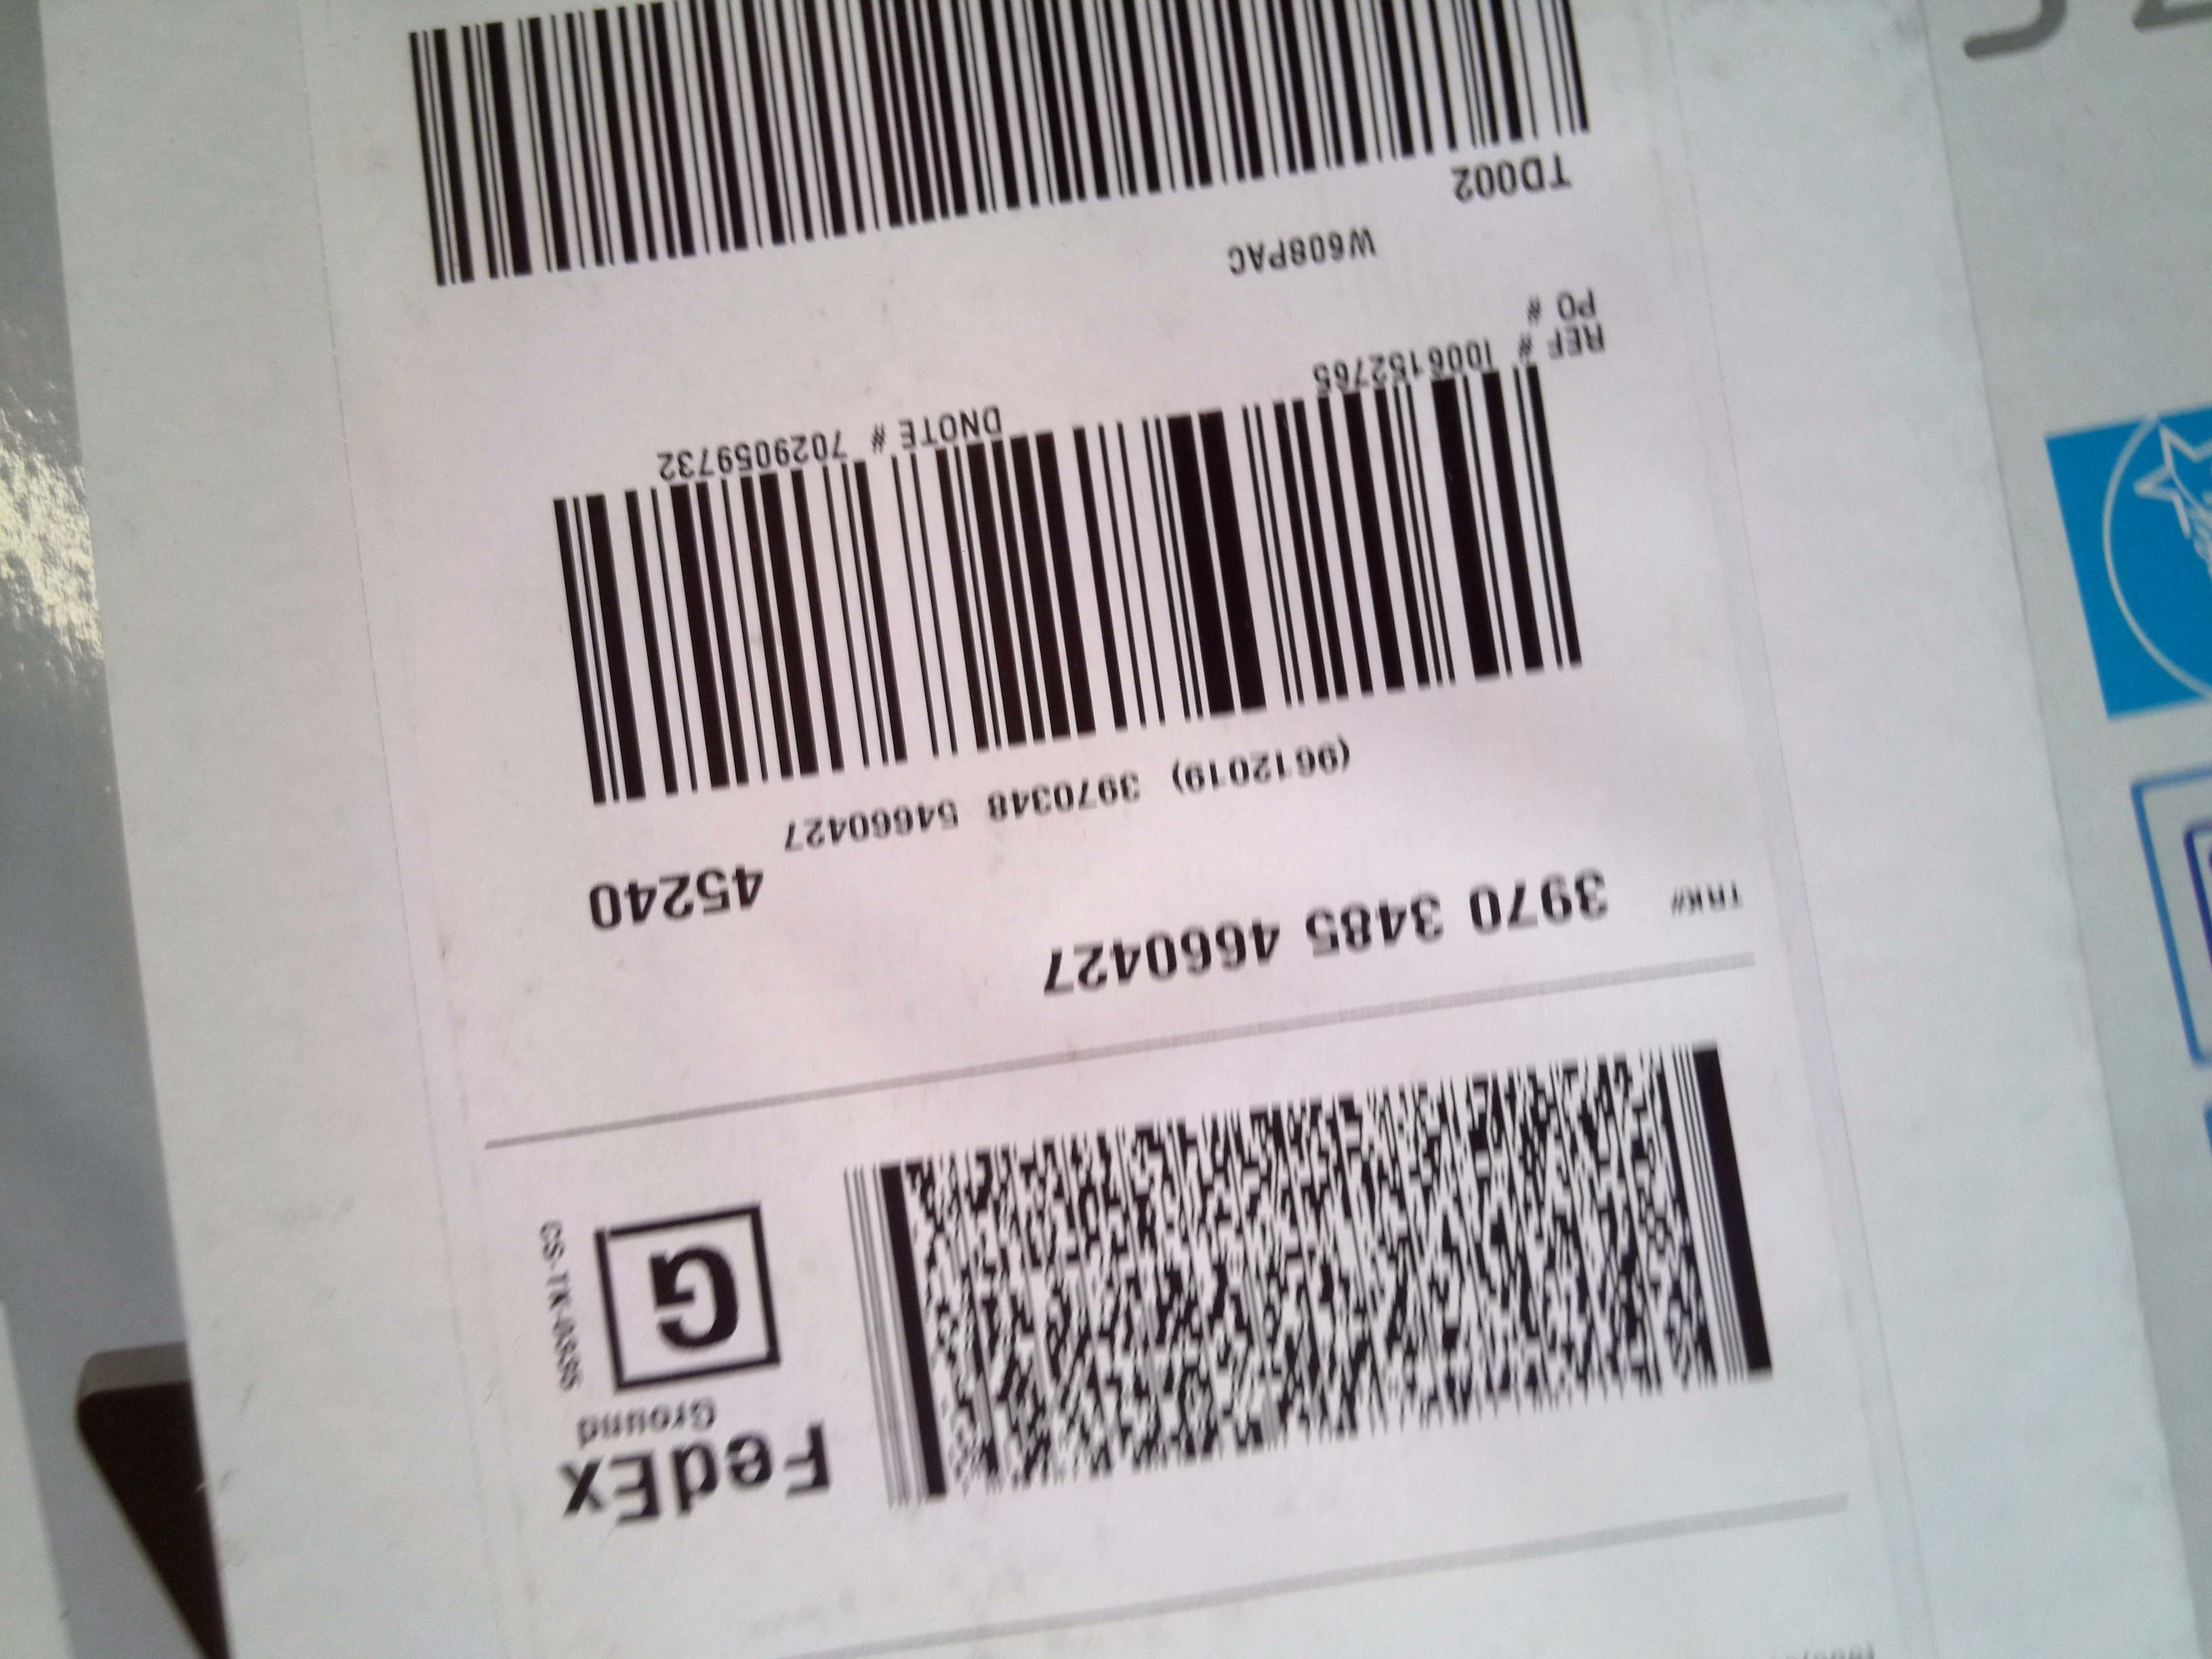 FedEx
Ground
G
TRK#
3970 3485 4660427
45240
(9612019) 3970348 54660427
REF # I006152765
DNOTE # 7029059732
PO #
W608PAC
TD002